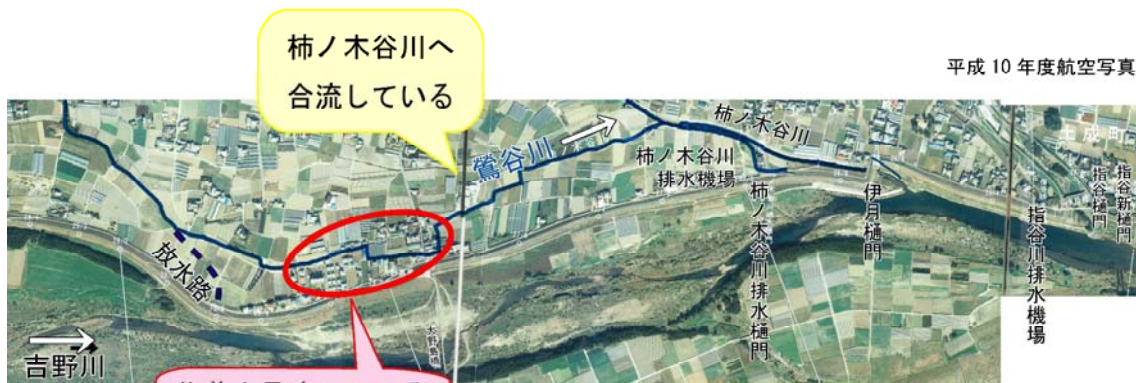 柿ノ木谷川へ
合流している
平成10年度航空写真
柿ノ木谷川
鶯谷川
土成町
柿ノ木谷川
排水機場
指谷新樋門
指谷樋門
伊月樋門
柿ノ木谷川排水樋門
指谷川排水機場
放水路
吉野川